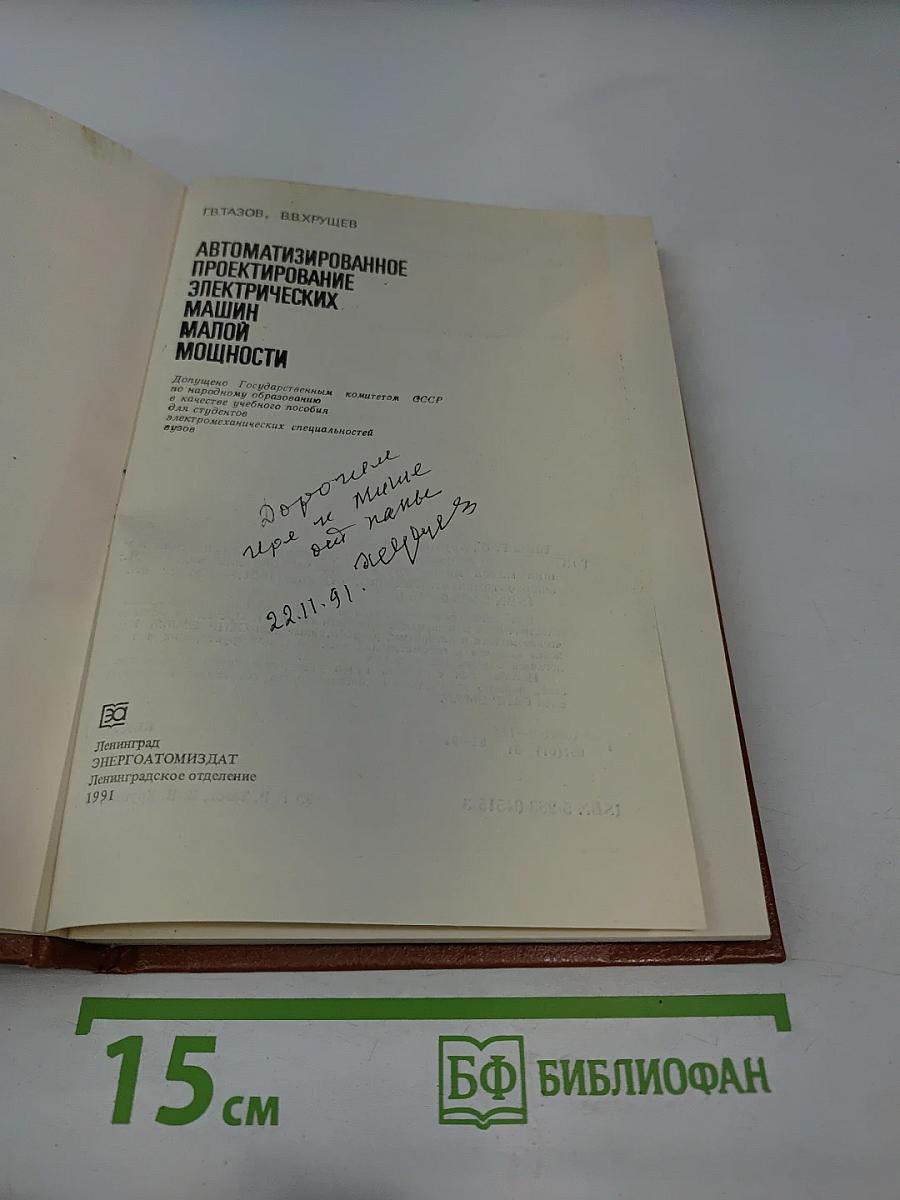 Г.В.ТАЗОВ, В.В.ХРУЩЕВ
АВТОМАТИЗИРОВАННОЕ
ПРОЕКТИРОВАНИЕ
ЭЛЕКТРИЧЕСКИХ
МАШИН
МАЛОЙ
МОЩНОСТИ
Допущено Государственным комитетом СССР
по народному образованию
в качестве учебного пособия
для студентов
электромеханических специальностей
вузов
Дорогим
Ире и Мише
от папы
22.11.91.
ЭА
Ленинград
ЭНЕРГОАТОМИЗДАТ
Ленинградское отделение
1991
15 см
БФ БИБЛИОФАН